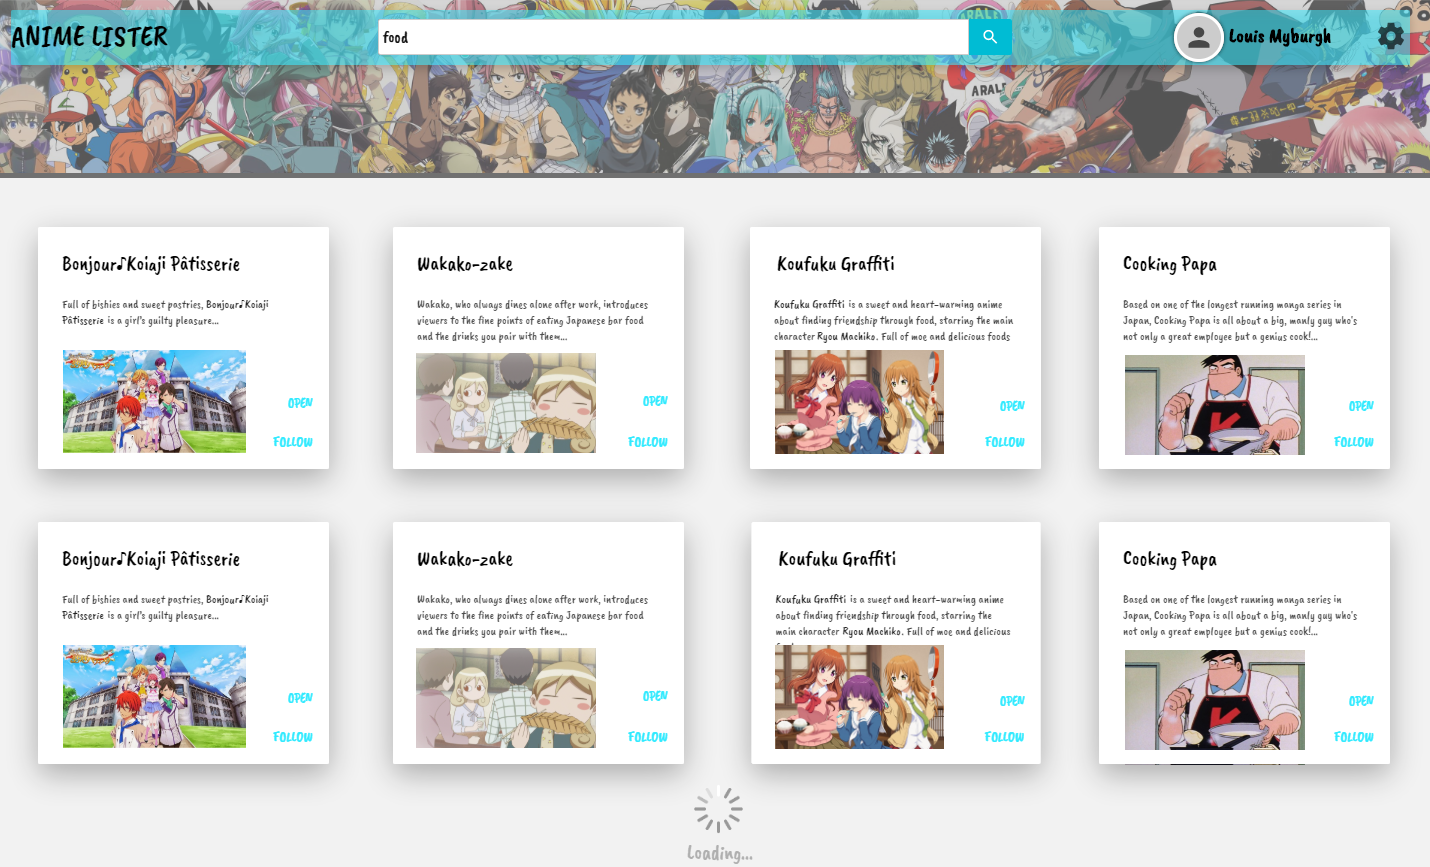 ANIME LISTER
food
Louis Myburgh
ARALE
ARALE
Bonjour♪Koiaji Pâtisserie
Full of bishies and sweet pastries, Bonjour♪Koiaji
Pâtisserie is a girl's guilty pleasure...
OPEN
FOLLOW
Wakako-zake
Wakako, who always dines alone after work, introduces
viewers to the fine points of eating Japanese bar food
and the drinks you pair with them...
OPEN
FOLLOW
Koufuku Graffiti
Koufuku Graffiti is a sweet and heart-warming anime
about finding friendship through food, starring the main
character Ryou Machiko. Full of moe and delicious foods
OPEN
FOLLOW
Cooking Papa
Based on one of the longest running manga series in
Japan, Cooking Papa is all about a big, manly guy who's
not only a great employee but a genius cook!...
OPEN
FOLLOW
Bonjour♪Koiaji Pâtisserie
Full of bishies and sweet pastries, Bonjour♪Koiaji
Pâtisserie is a girl's guilty pleasure...
OPEN
FOLLOW
Wakako-zake
Wakako, who always dines alone after work, introduces
viewers to the fine points of eating Japanese bar food
and the drinks you pair with them...
OPEN
FOLLOW
Koufuku Graffiti
Koufuku Graffiti is a sweet and heart-warming anime
about finding friendship through food, starring the
main character Ryou Machiko. Full of moe and delicious
OPEN
FOLLOW
Cooking Papa
Based on one of the longest running manga series in
Japan, Cooking Papa is all about a big, manly guy who's
not only a great employee but a genius cook!...
OPEN
FOLLOW
Loading...